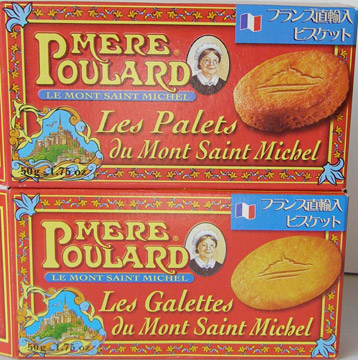 MERE
POULARD
LE MONT SAINT MICHEL
フランス直輸入
ビスケット
Les Palets
du Mont Saint Michel
50g - 1.75 oz
MERE
POULARD
LE MONT SAINT MICHEL
フランス直輸入
ビスケット
Les Galettes
du Mont Saint Michel
50g - 1.75 oz